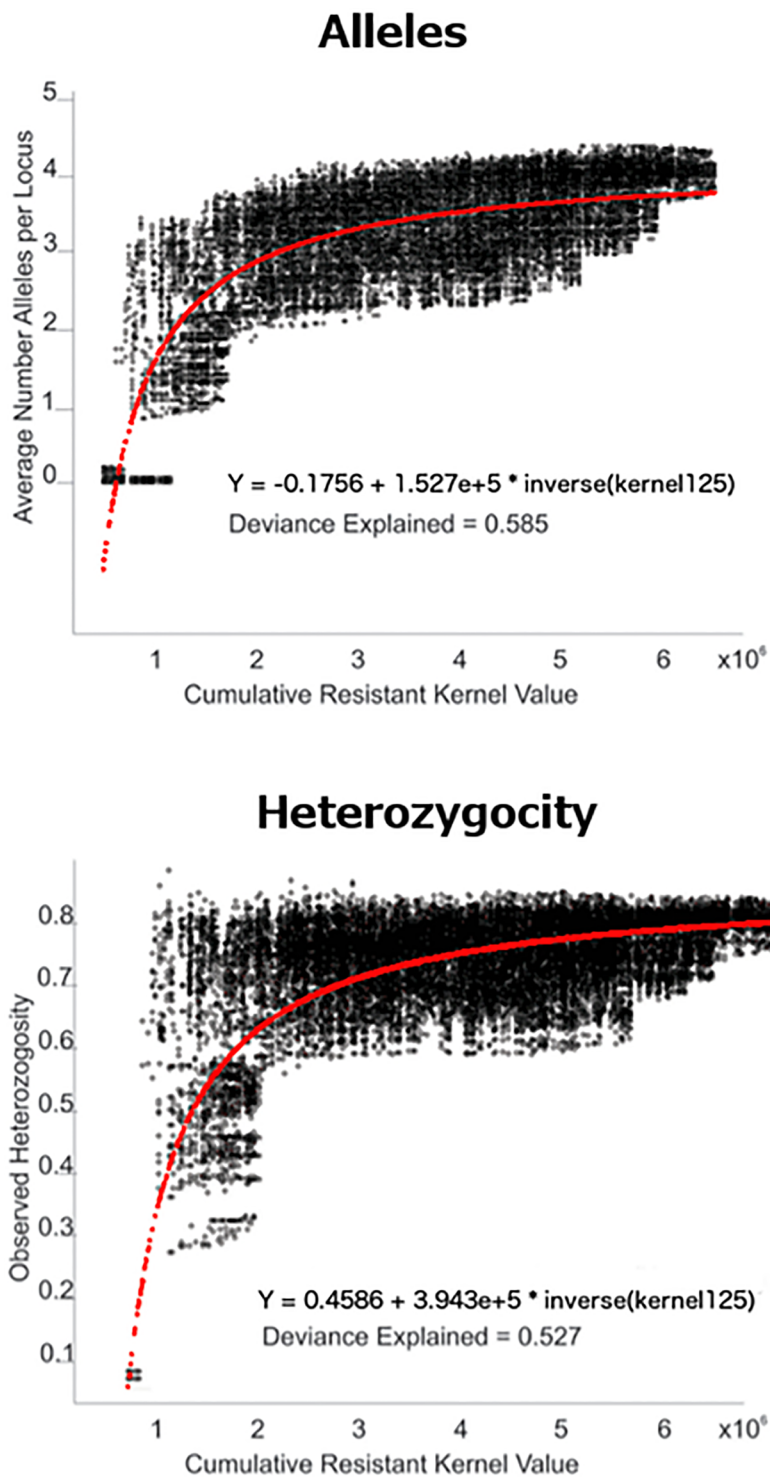 Alleles
5
4
3
2
1
0
Average Number Alleles per Locus
Y = -0.1756 + 1.527e+5 * inverse(kernel125)
Deviance Explained = 0.585
1 2 3 4 5 6 x10⁶
Cumulative Resistant Kernel Value
Heterozygocity
0.8
0.7
0.6
0.5
0.4
0.3
0.2
0.1
Observed Heterozogosity
Y = 0.4586 + 3.943e+5 * inverse(kernel125)
Deviance Explained = 0.527
1 2 3 4 5 6 x10⁶
Cumulative Resistant Kernel Value